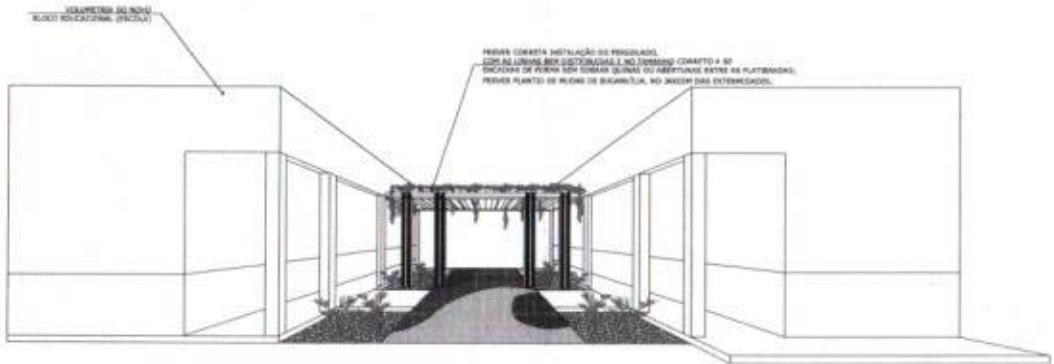 VOLUMETRIA DO NOVO
BLOCO EDUCACIONAL (ESCOLA)
PREVER CORRETA INSTALAÇÃO DO PERGOLADO,
COM AS LINHAS BEM DISTRIBUIDAS E NO TAMANHO CORRETO A SE
ENCAIXAR DE FORMA SEM SOBRAR QUINAS OU ABERTURAS ENTRE AS PLATIBANDAS;
PREVER PLANTIO DE MUDAS DE BUGANVÍLIA, NO JARDIM DAS EXTREMIDADES.